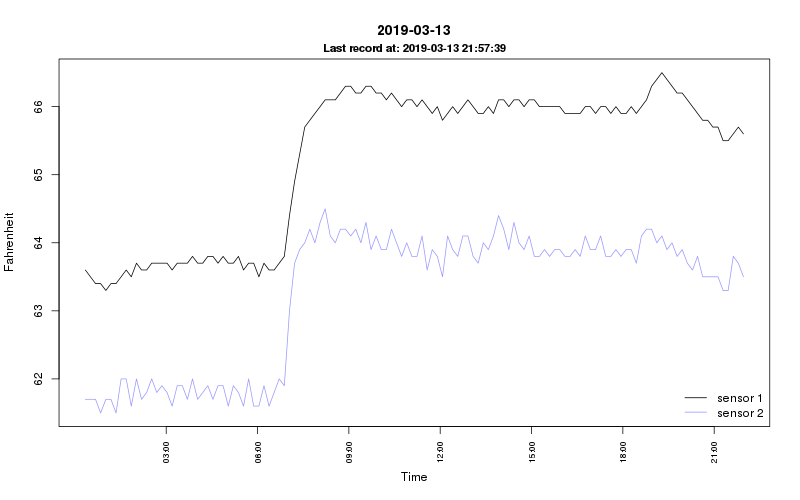 2019-03-13
Last record at: 2019-03-13 21:57:39
Fahrenheit
66
65
64
63
62
sensor 1
sensor 2
03:00
06:00
09:00
12:00
15:00
18:00
21:00
Time